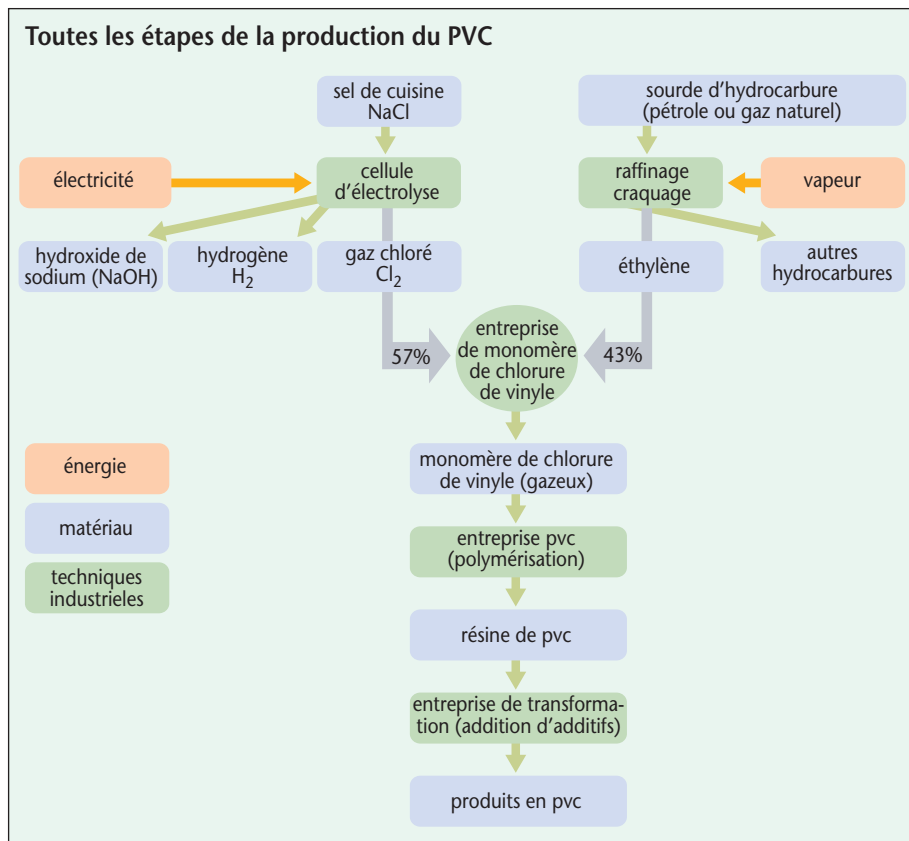 Toutes les étapes de la production du PVC
sel de cuisine
NaCl
sourde d'hydrocarbure
(pétrole ou gaz naturel)
électricité
cellule
d'électrolyse
raffinage
craquage
vapeur
hydroxide de
sodium (NaOH)
hydrogène
H2
gaz chloré
Cl2
éthylène
autres
hydrocarbures
57%
entreprise
de monomère
de chlorure
de vinyle
43%
énergie
matériau
techniques
industrieles
monomère de chlorure
de vinyle (gazeux)
entreprise pvc
(polymérisation)
résine de pvc
entreprise de transforma-
tion (addition d'additifs)
produits en pvc